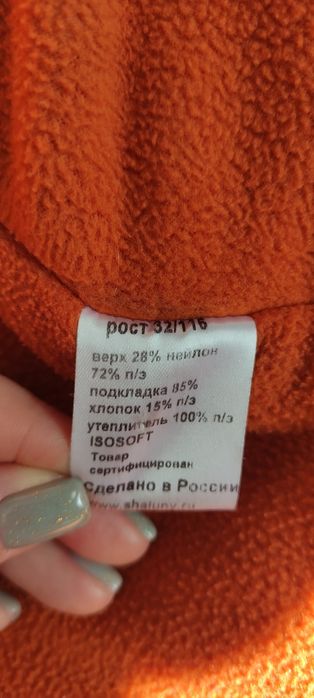 рост 32/116
верх 28% нейлон
72% п/э
подкладка 85%
хлопок 15% п/э
утеплитель 100% п/э
ISOSOFT
Товар
сертифицирован
Сделано в России
www.shaluny.ru